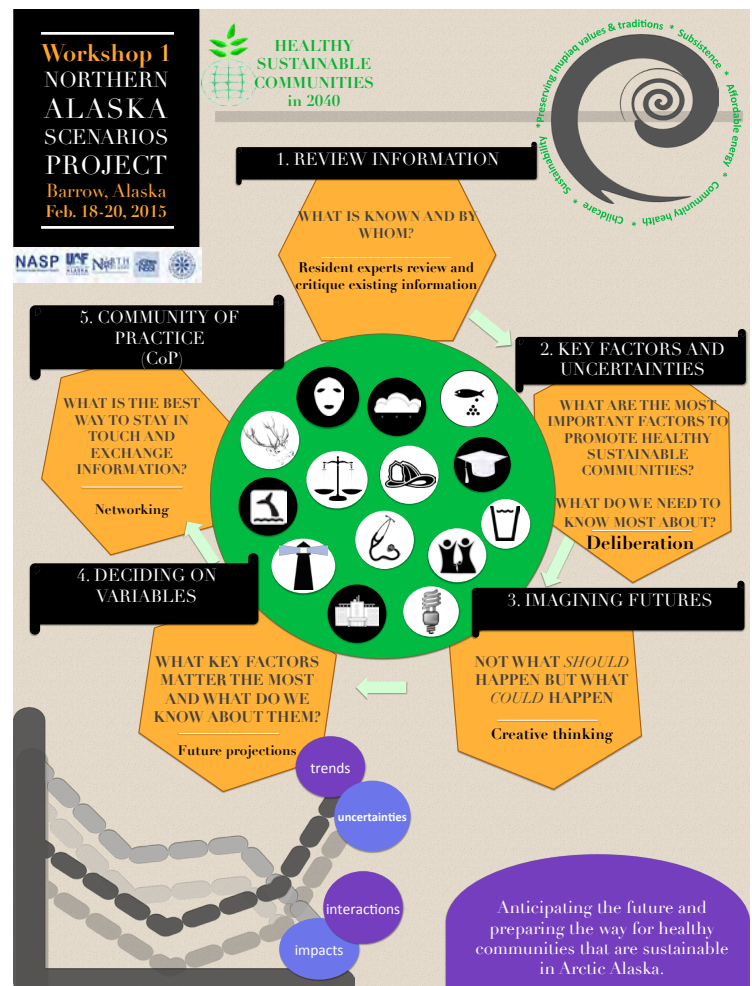 Workshop 1
NORTHERN
ALASKA
SCENARIOS
PROJECT
Barrow, Alaska
Feb. 18-20, 2015
NASP
HEALTHY
SUSTAINABLE
COMMUNITIES
in 2040
*Preserving Inupiaq values & traditions * Subsistence * Affordable energy * Community health * Childcare * Sustainability
1. REVIEW INFORMATION
WHAT IS KNOWN AND BY
WHOM?
Resident experts review and
critique existing information
2. KEY FACTORS AND
UNCERTAINTIES
WHAT ARE THE MOST
IMPORTANT FACTORS TO
PROMOTE HEALTHY
SUSTAINABLE
COMMUNITIES?
WHAT DO WE NEED TO
KNOW MOST ABOUT?
Deliberation
3. IMAGINING FUTURES
NOT WHAT SHOULD
HAPPEN BUT WHAT
COULD HAPPEN
Creative thinking
4. DECIDING ON
VARIABLES
WHAT KEY FACTORS
MATTER THE MOST
AND WHAT DO WE
KNOW ABOUT THEM?
Future projections
5. COMMUNITY OF
PRACTICE
(CoP)
WHAT IS THE BEST
WAY TO STAY IN
TOUCH AND
EXCHANGE
INFORMATION?
Networking
trends
uncertainties
interactions
impacts
Anticipating the future and
preparing the way for healthy
communities that are sustainable
in Arctic Alaska.